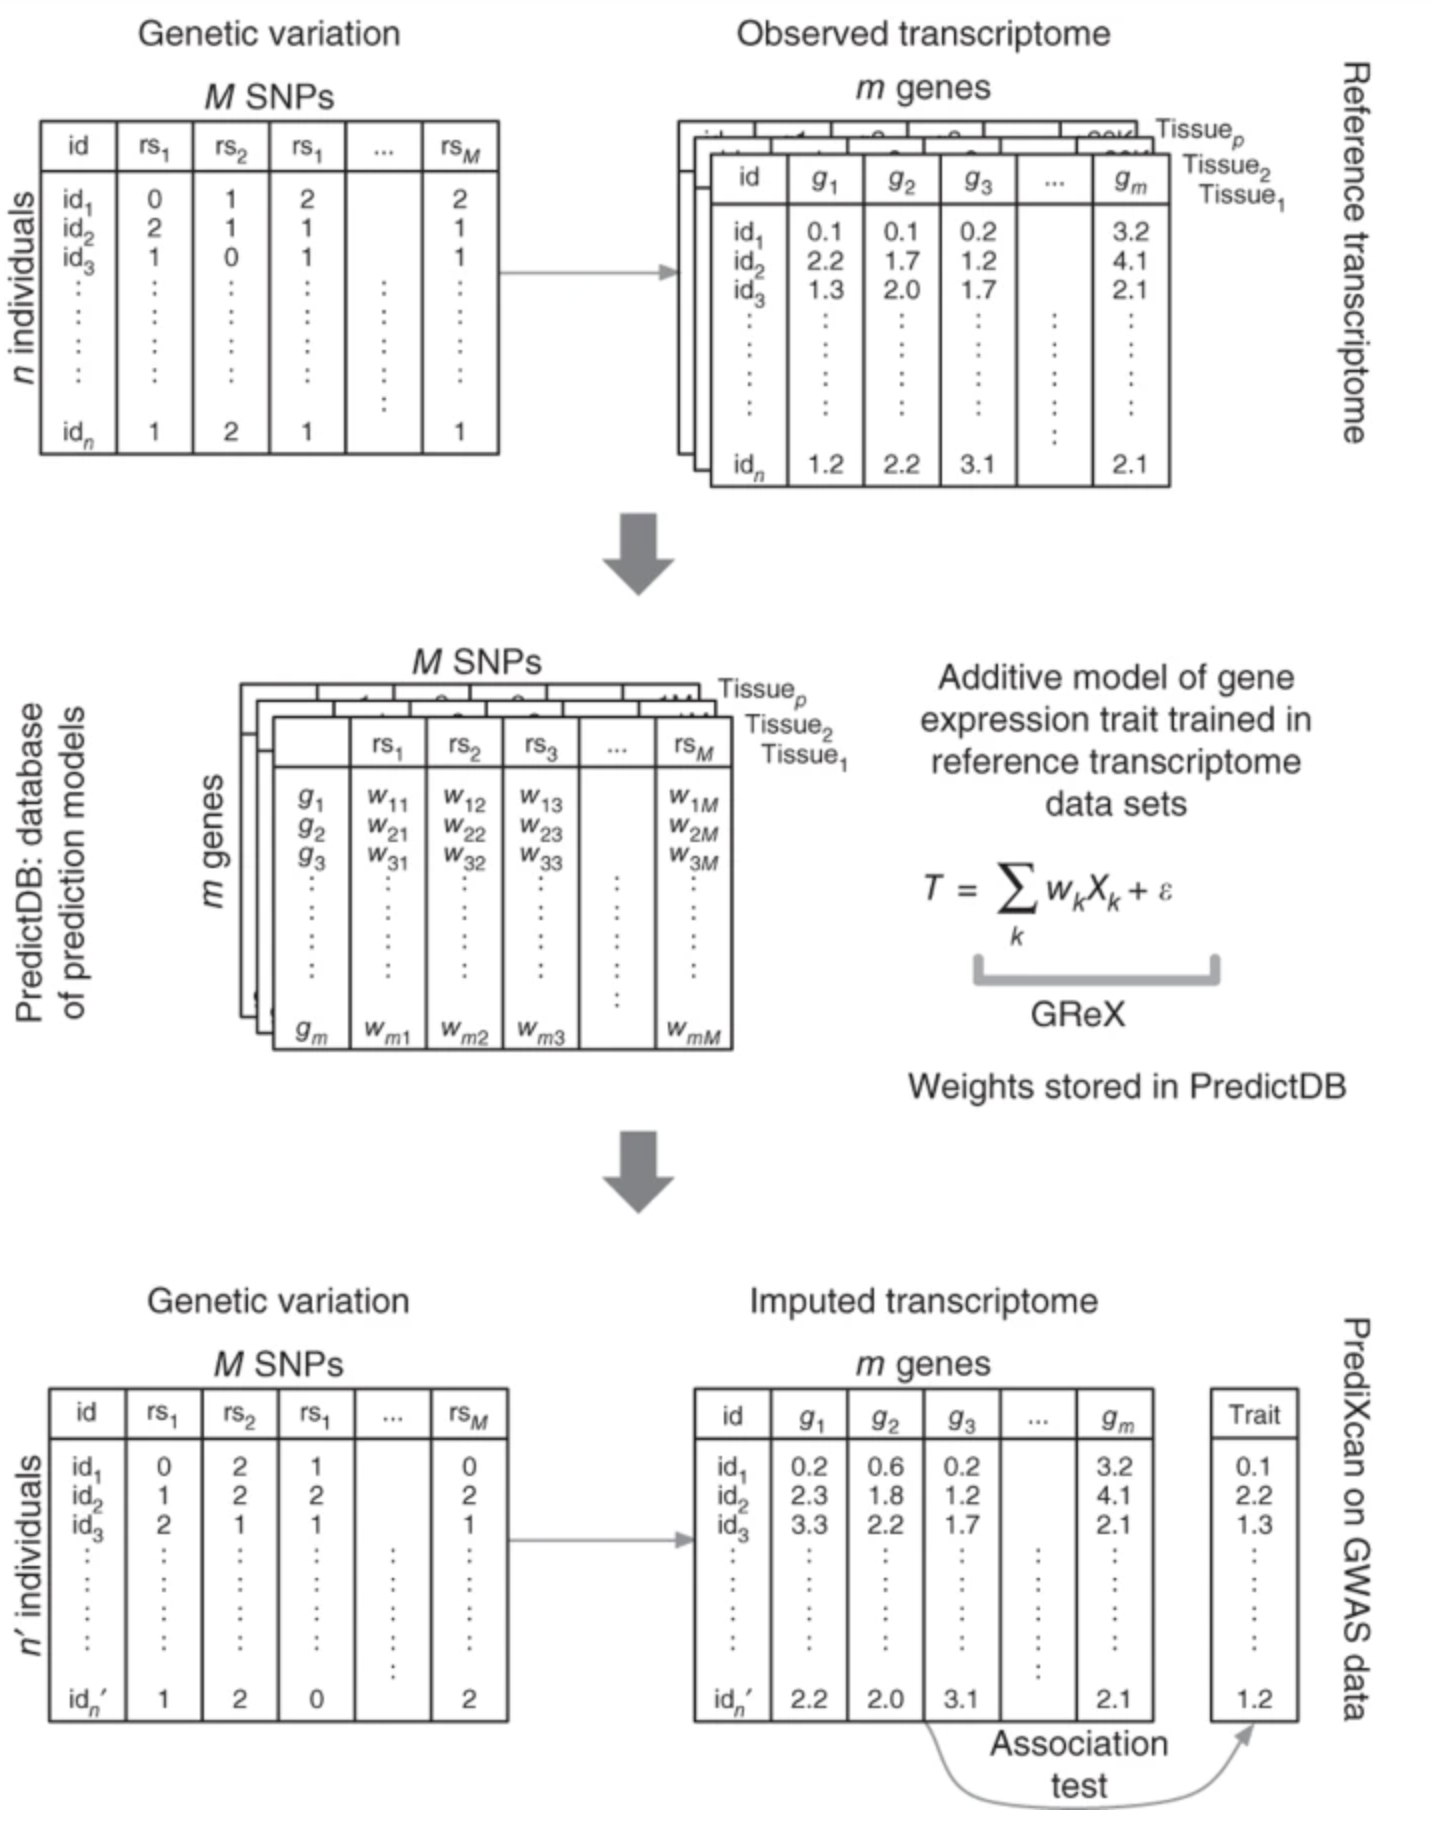 Genetic variation
M SNPs
n individuals
id rs1 rs2 rs1 ... rsM
id1 0 1 2 2
id2 2 1 1 1
id3 1 0 1 1
idn 1 2 1 1
Observed transcriptome
m genes
Tissuep
Tissue2
Tissue1
id g1 g2 g3 ... gm
id1 0.1 0.1 0.2 3.2
id2 2.2 1.7 1.2 4.1
id3 1.3 2.0 1.7 2.1
idn 1.2 2.2 3.1 2.1
Reference transcriptome
PredictDB: database
of prediction models
M SNPs
m genes
Tissuep
Tissue2
Tissue1
rs1 rs2 rs3 ... rsM
g1 w11 w12 w13 w1M
g2 w21 w22 w23 w2M
g3 w31 w32 w33 w3M
gm wm1 wm2 wm3 wmM
Additive model of gene
expression trait trained in
reference transcriptome
data sets
T = ∑k wkXk + ε
GReX
Weights stored in PredictDB
Genetic variation
M SNPs
n′ individuals
id rs1 rs2 rs1 ... rsM
id1 0 2 1 0
id2 1 2 2 2
id3 2 1 1 1
idn′ 1 2 0 2
Imputed transcriptome
m genes
id g1 g2 g3 ... gm
id1 0.2 0.6 0.2 3.2
id2 2.3 1.8 1.2 4.1
id3 3.3 2.2 1.7 2.1
idn′ 2.2 2.0 3.1 2.1
Trait
0.1
2.2
1.3
1.2
Association
test
PrediXcan on GWAS data